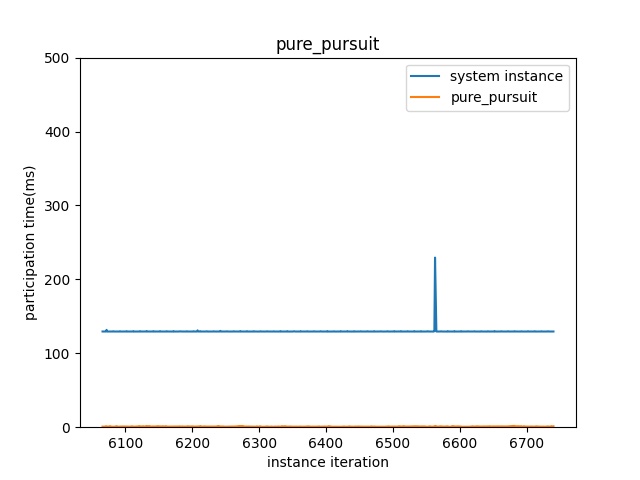 pure_pursuit
system instance
pure_pursuit
500
400
300
200
100
0
participation time(ms)
6100 6200 6300 6400 6500 6600 6700
instance iteration